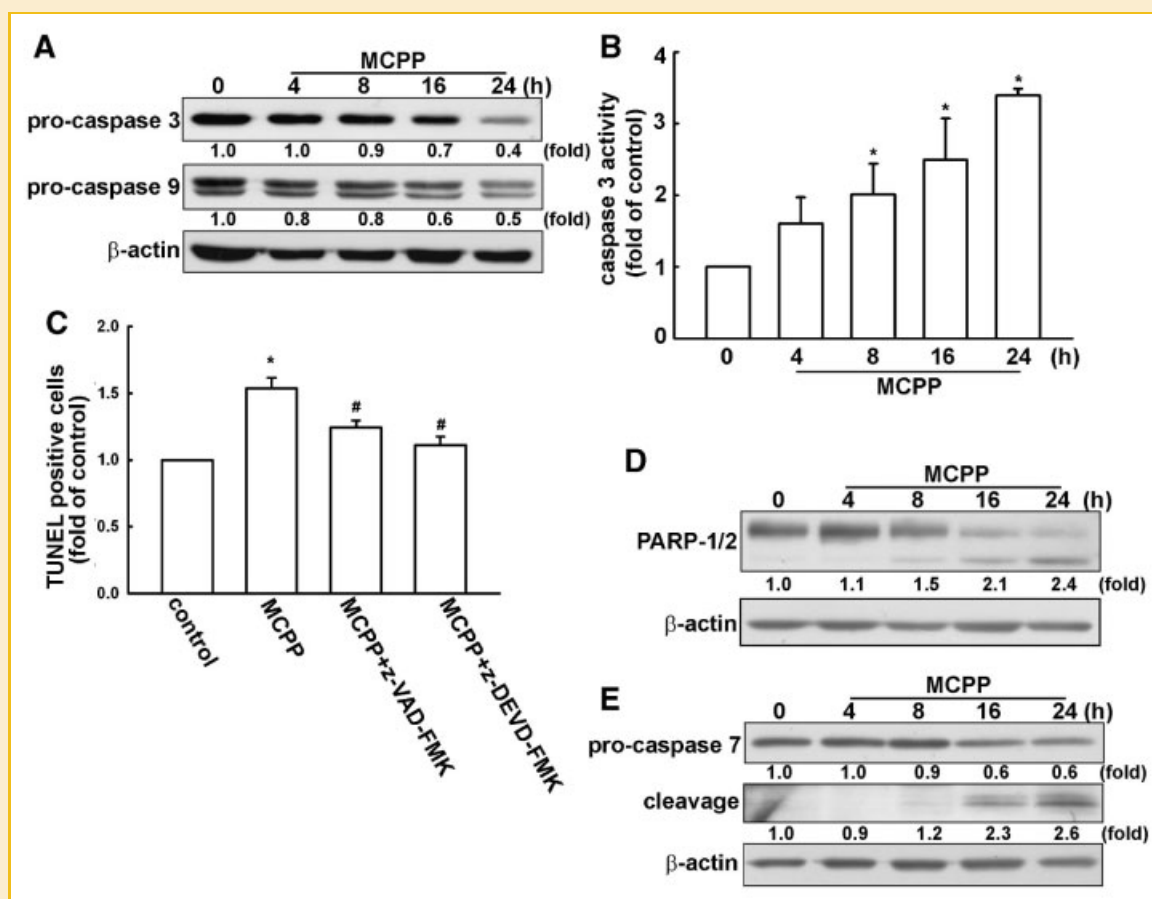 A
MCPP
0 4 8 16 24 (h)
pro-caspase 3
1.0 1.0 0.9 0.7 0.4 (fold)
pro-caspase 9
1.0 0.8 0.8 0.6 0.5 (fold)
β-actin
B
caspase 3 activity
(fold of control)
4
3
2
1
0
* * *
0 4 8 16 24 (h)
MCPP
C
TUNEL positive cells
(fold of control)
2.0
1.5
1.0
0.5
0.0
* # #
control
MCPP
MCPP+z-VAD-FMK
MCPP+z-DEVD-FMK
D
MCPP
0 4 8 16 24 (h)
PARP-1/2
1.0 1.1 1.5 2.1 2.4 (fold)
β-actin
E
MCPP
0 4 8 16 24 (h)
pro-caspase 7
1.0 1.0 0.9 0.6 0.6 (fold)
cleavage
1.0 0.9 1.2 2.3 2.6 (fold)
β-actin